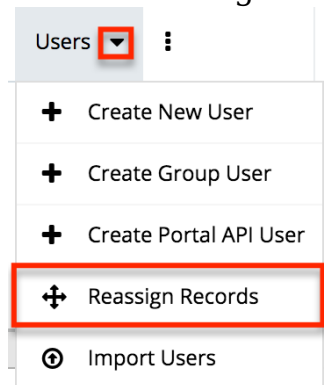 Users
Create New User
Create Group User
Create Portal API User
Reassign Records
Import Users